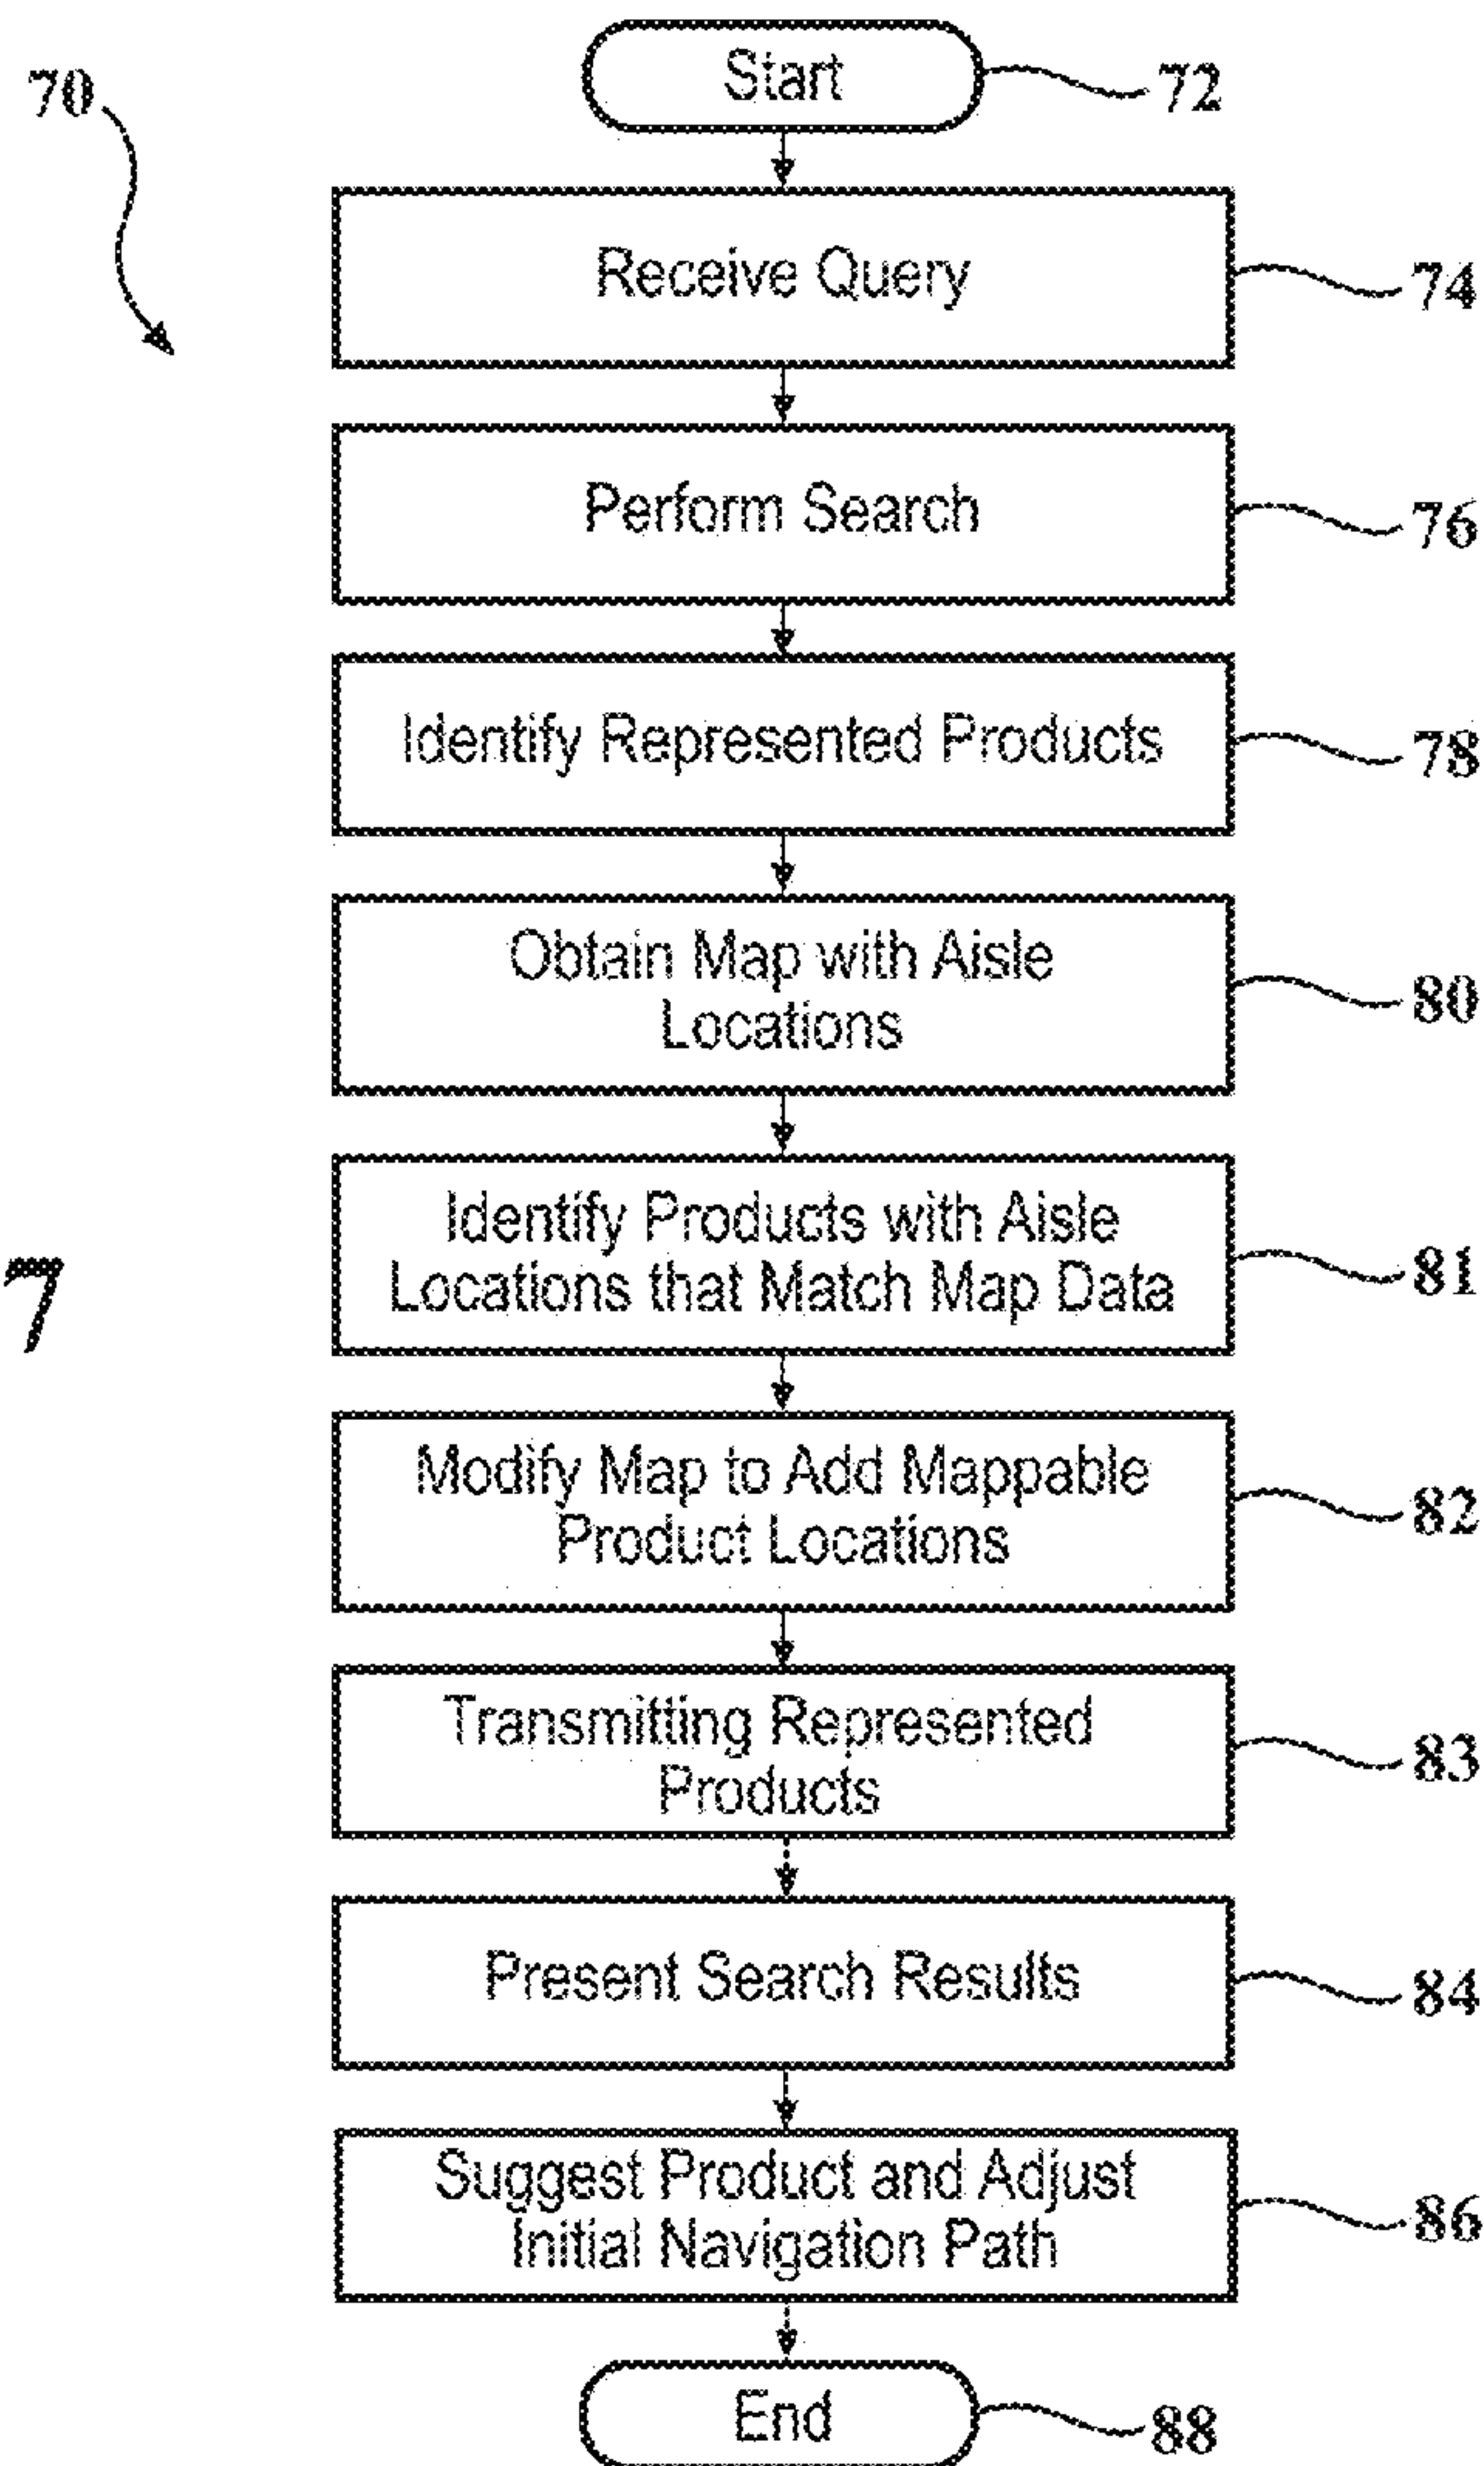 70
Start
72
Receive Query
74
Perform Search
76
Identify Represented Products
78
Obtain Map with Aisle
Locations
80
Identify Products with Aisle
Locations that Match Map Data
81
7
Modify Map to Add Mappable
Product Locations
82
Transmitting Represented
Products
83
Present Search Results
84
Suggest Product and Adjust
Initial Navigation Path
86
End
88